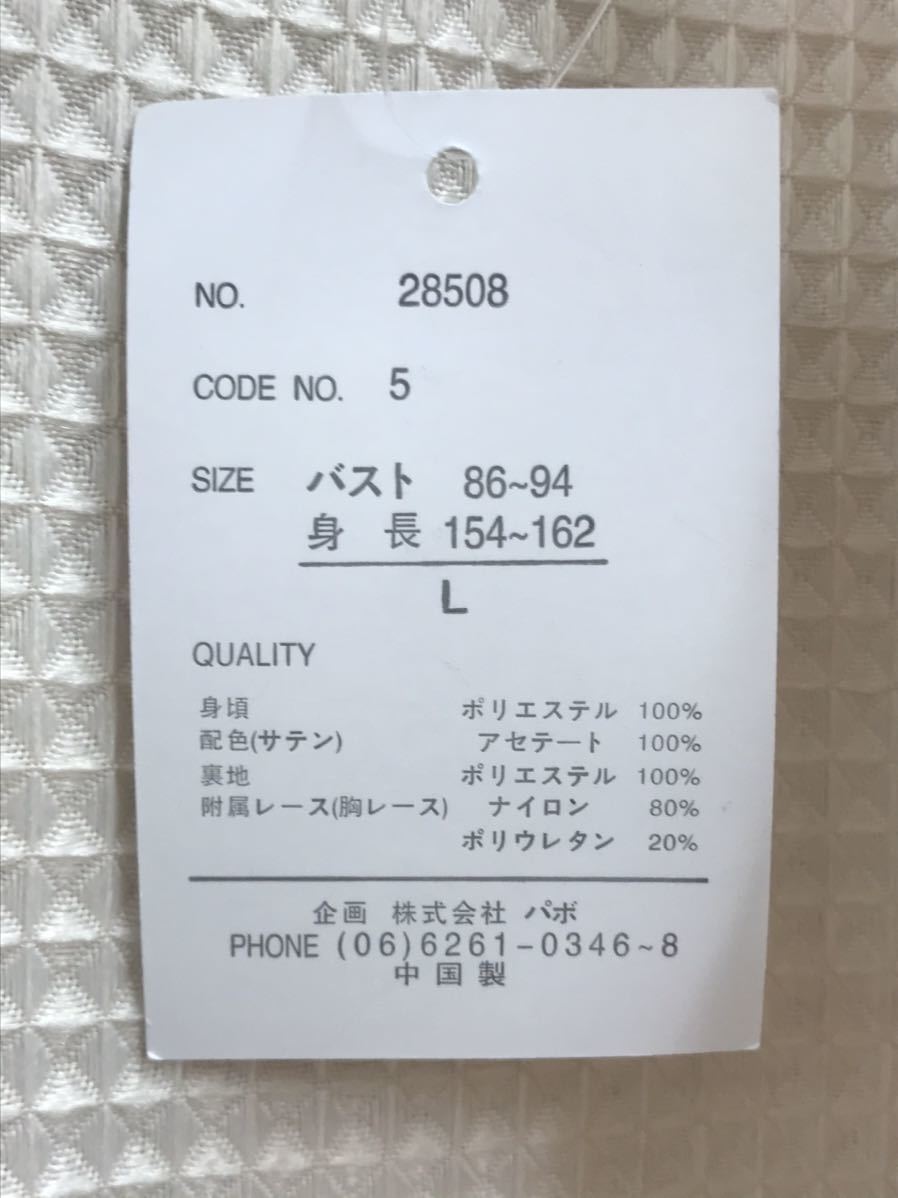 NO. 28508
CODE NO. 5
SIZE バスト 86~94
身 長 154~162
L
QUALITY
身頃 ポリエステル 100%
配色(サテン) アセテート 100%
裏地 ポリエステル 100%
附属レース(胸レース) ナイロン 80%
ポリウレタン 20%
企画 株式会社 パボ
PHONE (06)6261-0346~8
中国製